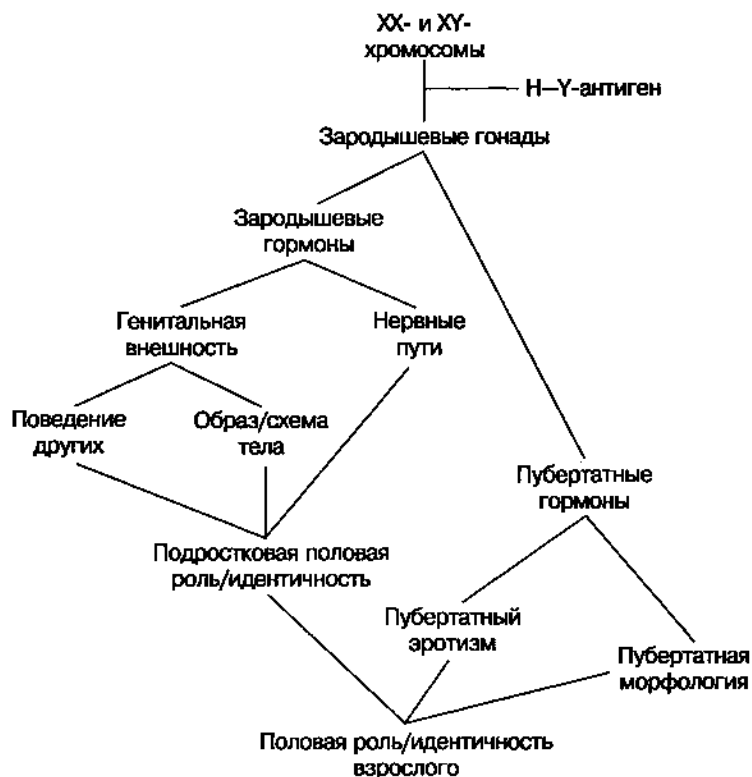 XX- и XY-
хромосомы
H–Y-антиген
Зародышевые гонады
Зародышевые
гормоны
Генитальная
внешность
Нервные
пути
Поведение
других
Образ/схема
тела
Пубертатные
гормоны
Подростковая половая
роль/идентичность
Пубертатный
эротизм
Пубертатная
морфология
Половая роль/идентичность
взрослого